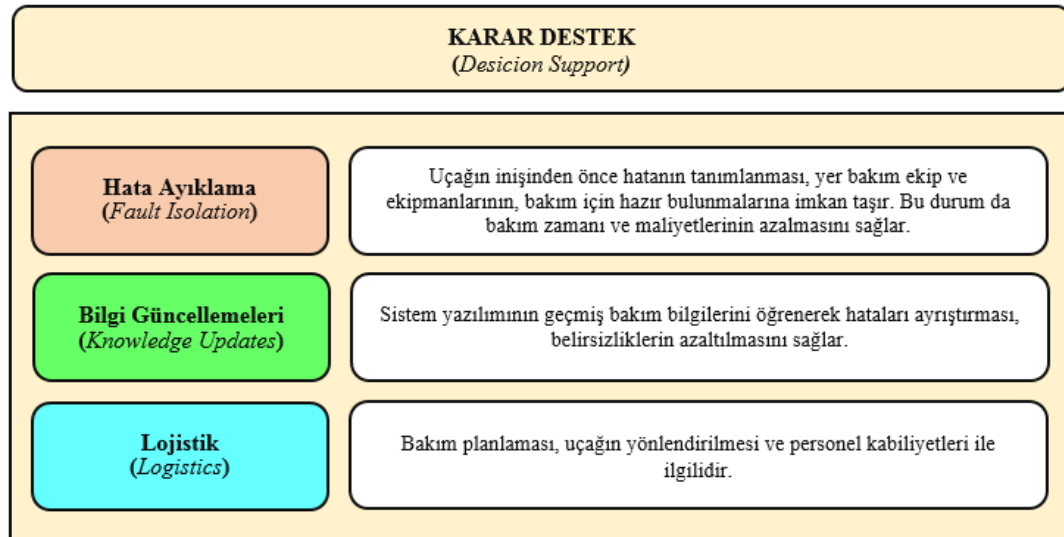 KARAR DESTEK
(Desicion Support)
Hata Ayıklama
(Fault Isolation)
Uçağın inişinden önce hatanın tanımlanması, yer bakım ekip ve
ekipmanlarının, bakım için hazır bulunmalarına imkan taşır. Bu durum da
bakım zamanı ve maliyetlerinin azalmasını sağlar.
Bilgi Güncellemeleri
(Knowledge Updates)
Sistem yazılımının geçmiş bakım bilgilerini öğrenerek hataları ayrıştırması,
belirsizliklerin azaltılmasını sağlar.
Lojistik
(Logistics)
Bakım planlaması, uçağın yönlendirilmesi ve personel kabiliyetleri ile
ilgilidir.